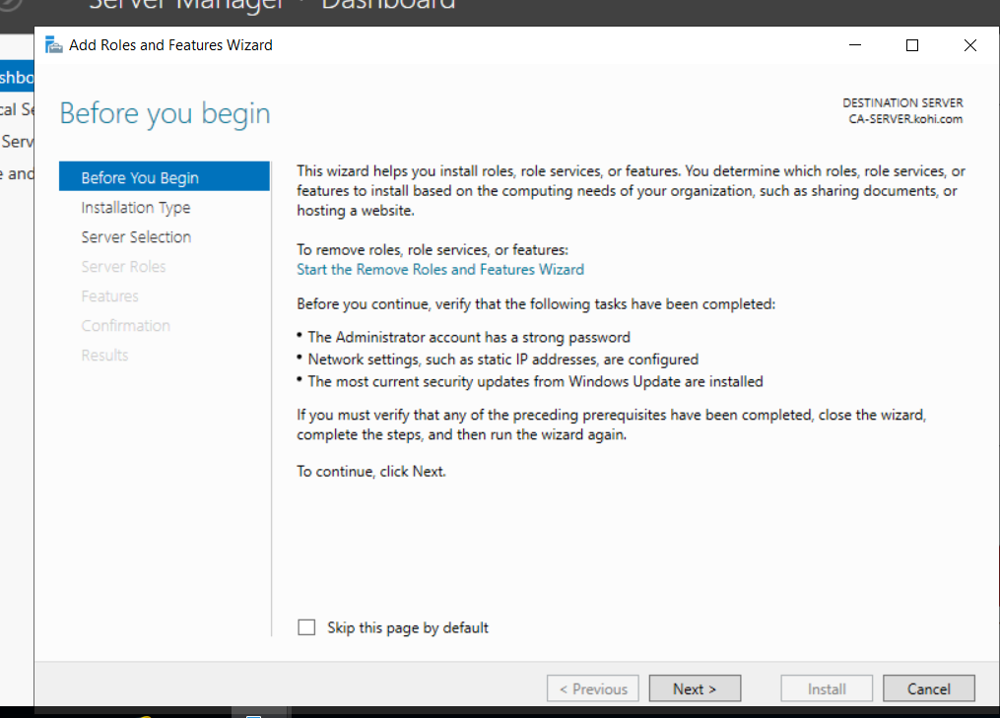 Server Manager · Dashboard
Add Roles and Features Wizard
Before you begin
DESTINATION SERVER
CA-SERVER.kohi.com
Before You Begin
Installation Type
Server Selection
Server Roles
Features
Confirmation
Results
This wizard helps you install roles, role services, or features. You determine which roles, role services, or
features to install based on the computing needs of your organization, such as sharing documents, or
hosting a website.
To remove roles, role services, or features:
Start the Remove Roles and Features Wizard
Before you continue, verify that the following tasks have been completed:
• The Administrator account has a strong password
• Network settings, such as static IP addresses, are configured
• The most current security updates from Windows Update are installed
If you must verify that any of the preceding prerequisites have been completed, close the wizard,
complete the steps, and then run the wizard again.
To continue, click Next.
Skip this page by default
< Previous
Next >
Install
Cancel